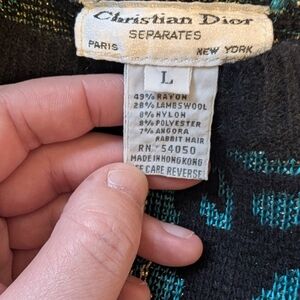 Christian Dior
SEPARATES
PARIS NEW YORK
L
49% RAYON
28% LAMBSWOOL
8% NYLON
8% POLYESTER
7% ANGORA
RABBIT HAIR
RN 54050
MADE IN HONG KONG
CARE REVERSE